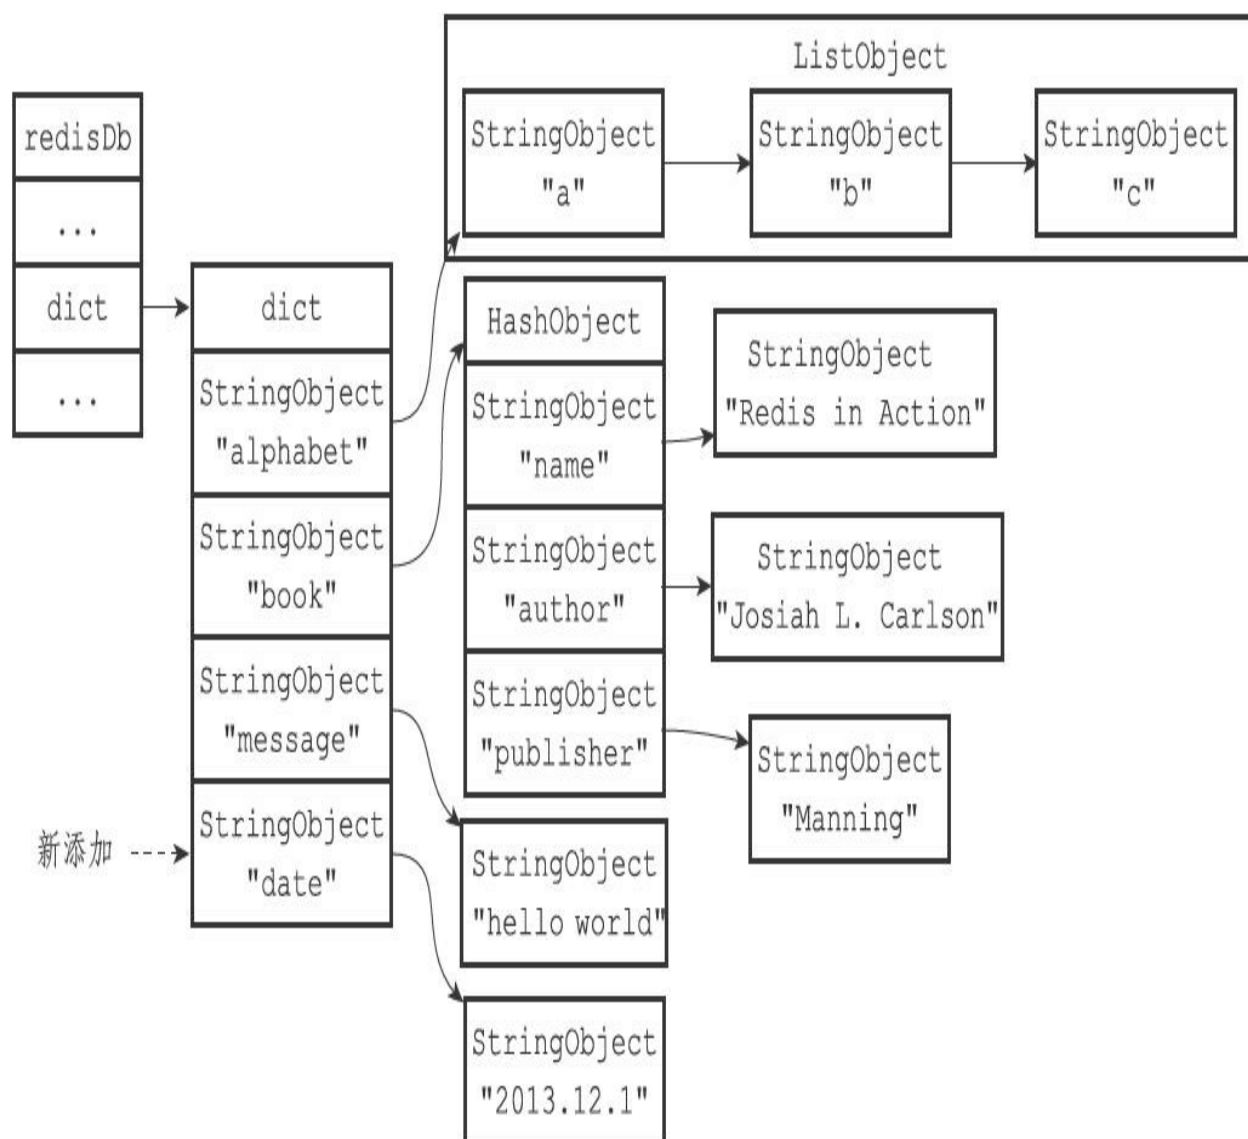 redisDb
...
dict
...
dict
StringObject
"alphabet"
StringObject
"book"
StringObject
"message"
新添加
StringObject
"date"
ListObject
StringObject
"a"
StringObject
"b"
StringObject
"c"
HashObject
StringObject
"name"
StringObject
"author"
StringObject
"publisher"
StringObject
"Redis in Action"
StringObject
"Josiah L. Carlson"
StringObject
"Manning"
StringObject
"hello world"
StringObject
"2013.12.1"